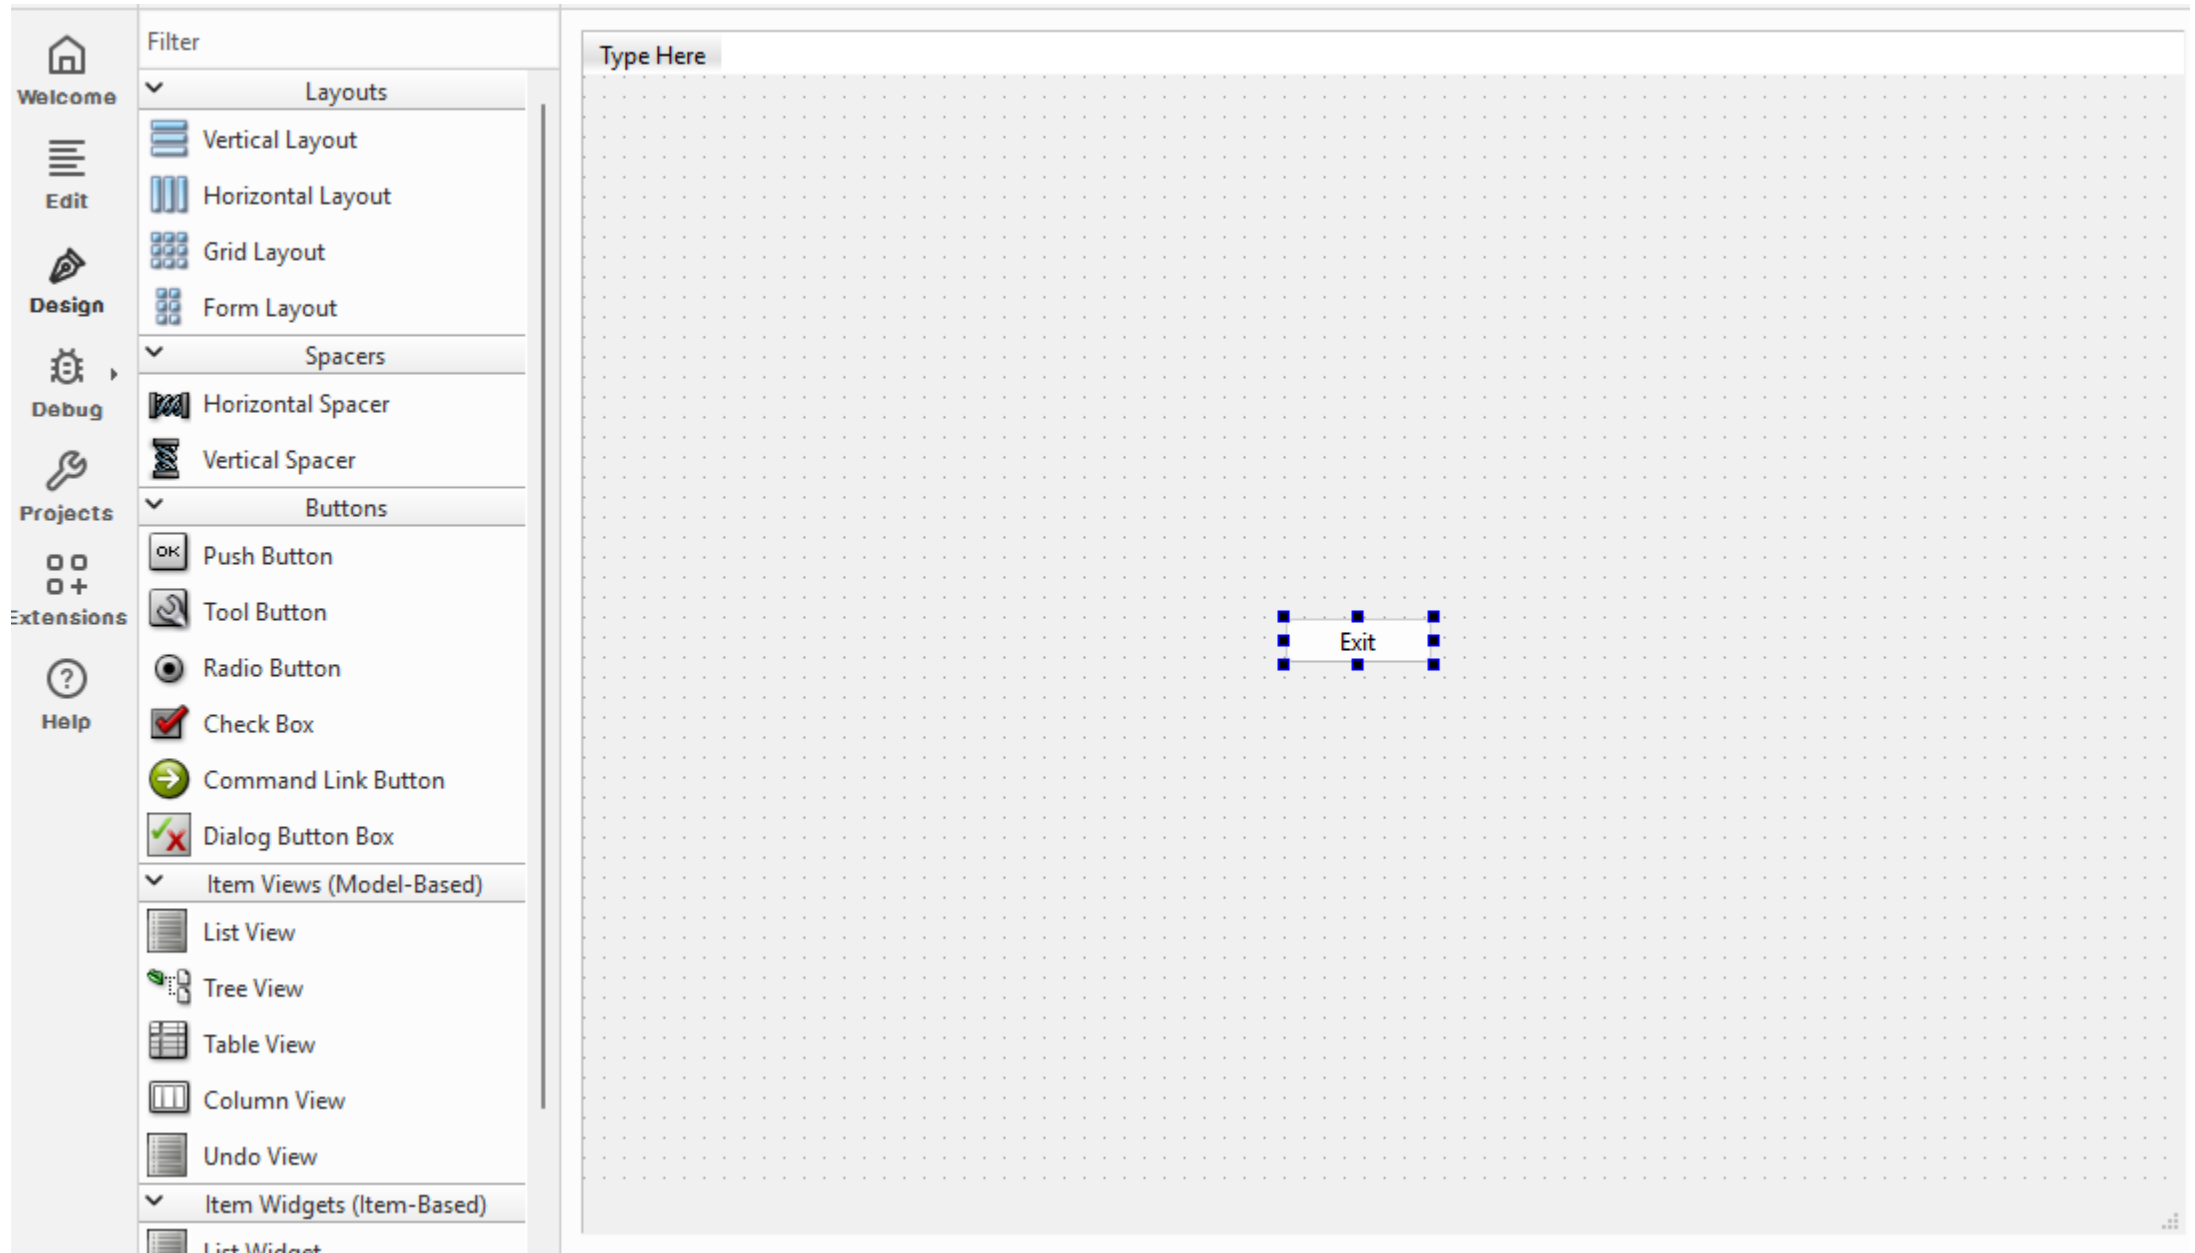 Welcome
Edit
Design
Debug
Projects
Extensions
Help
Filter
Layouts
Vertical Layout
Horizontal Layout
Grid Layout
Form Layout
Spacers
Horizontal Spacer
Vertical Spacer
Buttons
OK Push Button
Tool Button
Radio Button
Check Box
Command Link Button
Dialog Button Box
Item Views (Model-Based)
List View
Tree View
Table View
Column View
Undo View
Item Widgets (Item-Based)
List Widget
Type Here
Exit